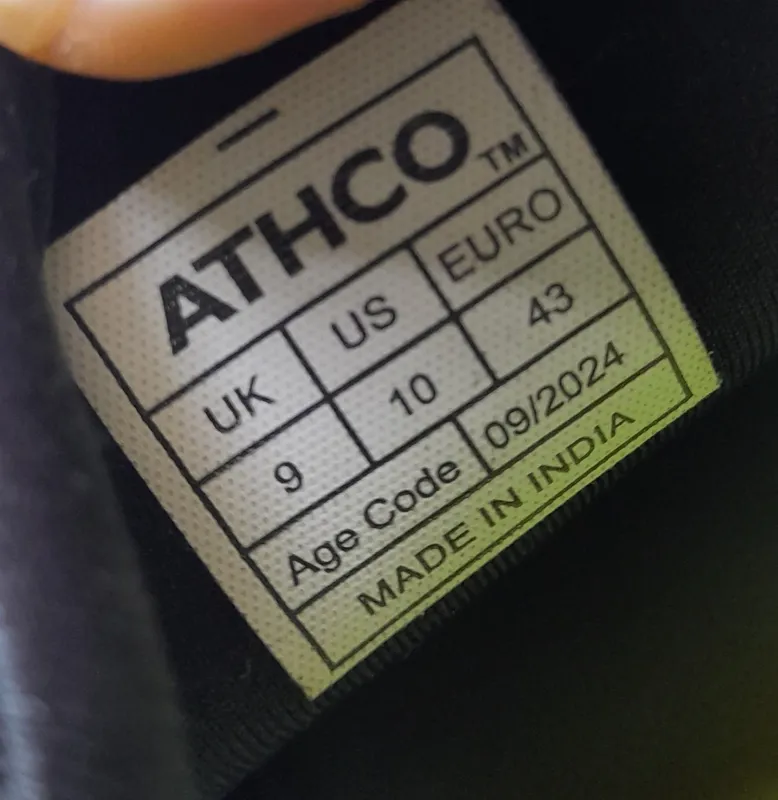 ATHCO™
UK US EURO
9 10 43
Age Code 09/2024
MADE IN INDIA